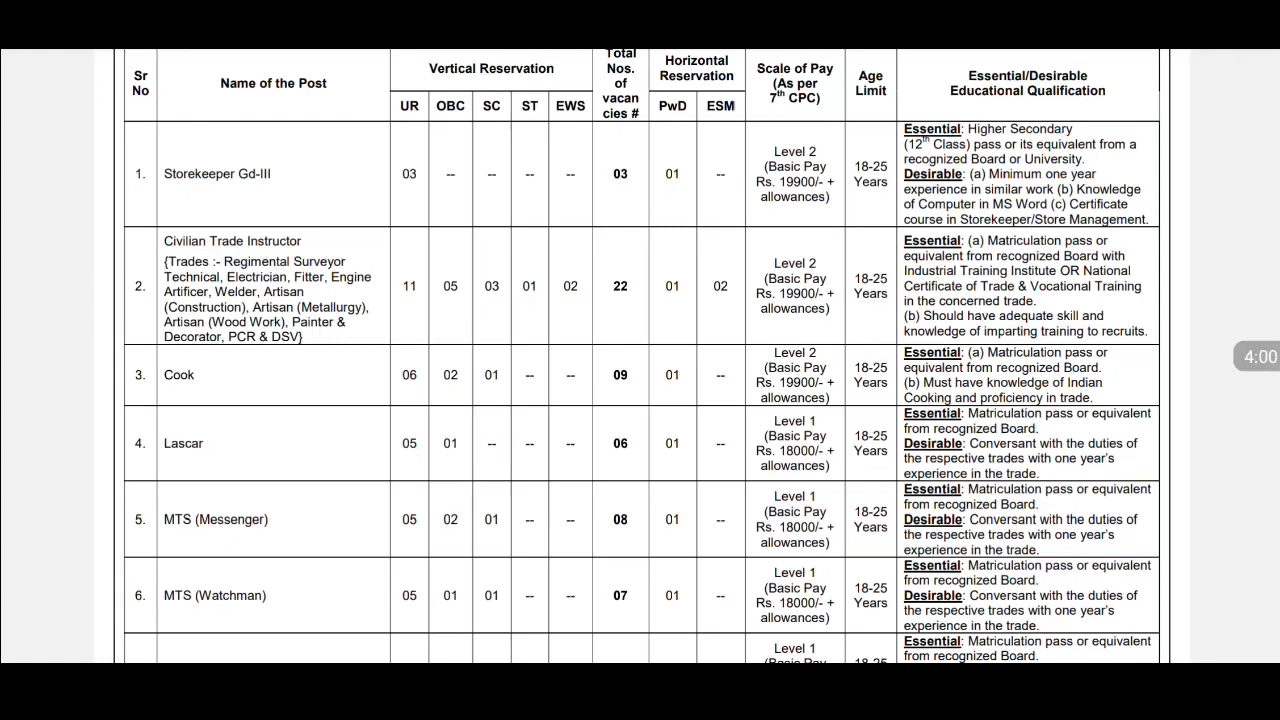 Sr No
Name of the Post
Vertical Reservation
UR OBC SC ST EWS
Total
Nos.
of
vacan
cies #
Horizontal
Reservation
PwD ESM
Scale of Pay
(As per
7th CPC)
Age
Limit
Essential/Desirable
Educational Qualification
1.
Storekeeper Gd-III
03 -- -- -- -- 03 01 --
Level 2
(Basic Pay
Rs. 19900/- +
allowances)
18-25
Years
Essential: Higher Secondary
(12th Class) pass or its equivalent from a
recognized Board or University.
Desirable: (a) Minimum one year
experience in similar work (b) Knowledge
of Computer in MS Word (c) Certificate
course in Storekeeper/Store Management.
2.
Civilian Trade Instructor
{Trades :- Regimental Surveyor
Technical, Electrician, Fitter, Engine
Artificer, Welder, Artisan
(Construction), Artisan (Metallurgy),
Artisan (Wood Work), Painter &
Decorator, PCR & DSV}
11 05 03 01 02 22 01 02
Level 2
(Basic Pay
Rs. 19900/- +
allowances)
18-25
Years
Essential: (a) Matriculation pass or
equivalent from recognized Board with
Industrial Training Institute OR National
Certificate of Trade & Vocational Training
in the concerned trade.
(b) Should have adequate skill and
knowledge of imparting training to recruits.
3.
Cook
06 02 01 -- -- 09 01 --
Level 2
(Basic Pay
Rs. 19900/- +
allowances)
18-25
Years
Essential: (a) Matriculation pass or
equivalent from recognized Board.
(b) Must have knowledge of Indian
Cooking and proficiency in trade.
4.
Lascar
05 01 -- -- -- 06 01 --
Level 1
(Basic Pay
Rs. 18000/- +
allowances)
18-25
Years
Essential: Matriculation pass or equivalent
from recognized Board.
Desirable: Conversant with the duties of
the respective trades with one year's
experience in the trade.
5.
MTS (Messenger)
05 02 01 -- -- 08 01 --
Level 1
(Basic Pay
Rs. 18000/- +
allowances)
18-25
Years
Essential: Matriculation pass or equivalent
from recognized Board.
Desirable: Conversant with the duties of
the respective trades with one year's
experience in the trade.
6.
MTS (Watchman)
05 01 01 -- -- 07 01 --
Level 1
(Basic Pay
Rs. 18000/- +
allowances)
18-25
Years
Essential: Matriculation pass or equivalent
from recognized Board.
Desirable: Conversant with the duties of
the respective trades with one year's
experience in the trade.
Level 1
(Basic Pay
18-25
Essential: Matriculation pass or equivalent
from recognized Board.
4:00